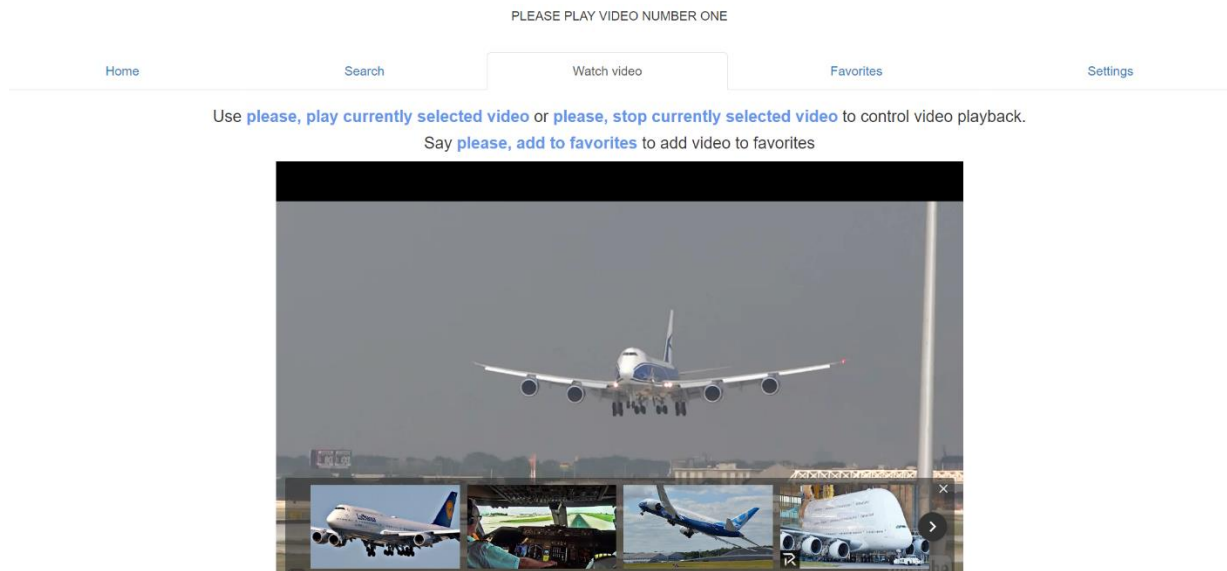 PLEASE PLAY VIDEO NUMBER ONE
Home Search Watch video Favorites Settings
Use please, play currently selected video or please, stop currently selected video to control video playback.
Say please, add to favorites to add video to favorites
Lufthansa